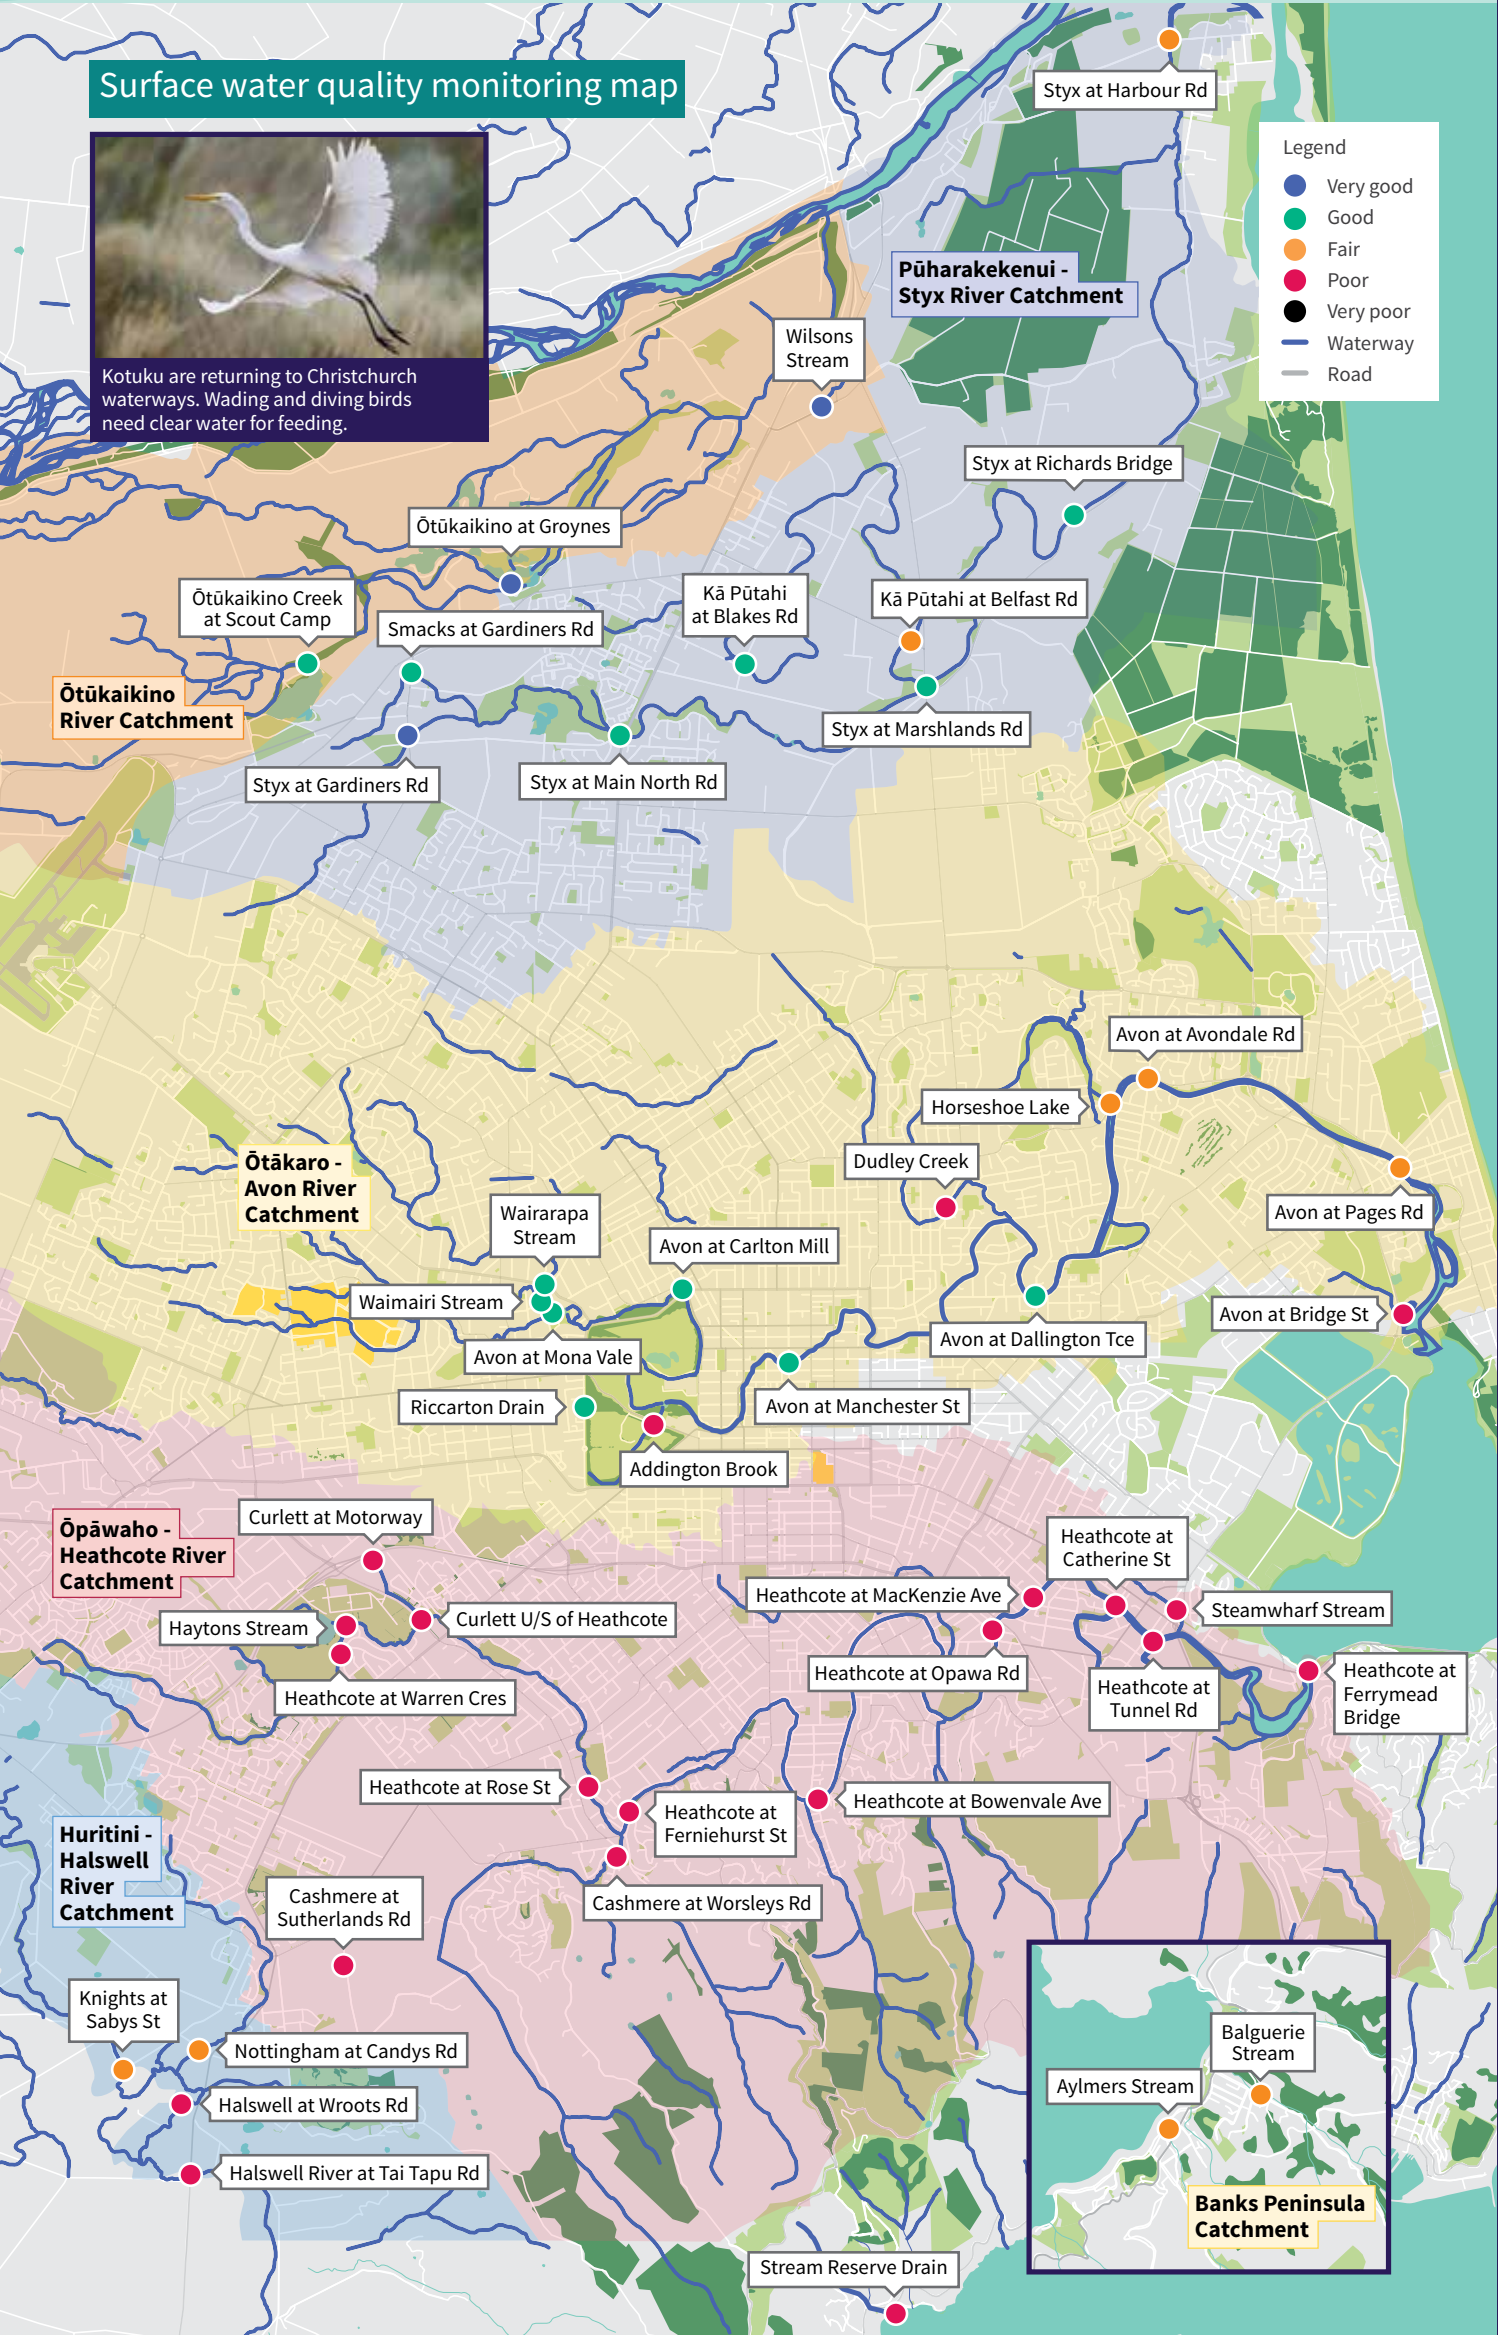 Surface water quality monitoring map
Kotuku are returning to Christchurch
waterways. Wading and diving birds
need clear water for feeding.
Styx at Harbour Rd
Legend
Very good
Good
Fair
Poor
Very poor
Waterway
Road
Pūharakekenui -
Styx River Catchment
Wilsons
Stream
Styx at Richards Bridge
Ōtūkaikino at Groynes
Ōtūkaikino Creek
at Scout Camp
Smacks at Gardiners Rd
Kā Pūtahi
at Blakes Rd
Kā Pūtahi at Belfast Rd
Ōtūkaikino
River Catchment
Styx at Marshlands Rd
Styx at Gardiners Rd
Styx at Main North Rd
Avon at Avondale Rd
Horseshoe Lake
Dudley Creek
Ōtākaro -
Avon River
Catchment
Wairarapa
Stream
Avon at Carlton Mill
Avon at Pages Rd
Waimairi Stream
Avon at Bridge St
Avon at Dallington Tce
Avon at Mona Vale
Riccarton Drain
Avon at Manchester St
Addington Brook
Curlett at Motorway
Ōpāwaho -
Heathcote River
Catchment
Heathcote at
Catherine St
Heathcote at MacKenzie Ave
Steamwharf Stream
Haytons Stream
Curlett U/S of Heathcote
Heathcote at Opawa Rd
Heathcote at Warren Cres
Heathcote at
Tunnel Rd
Heathcote at
Ferrymead
Bridge
Heathcote at Rose St
Heathcote at
Ferniehurst St
Heathcote at Bowenvale Ave
Huritini -
Halswell
River
Catchment
Cashmere at
Sutherlands Rd
Cashmere at Worsleys Rd
Knights at
Sabys St
Nottingham at Candys Rd
Halswell at Wroots Rd
Halswell River at Tai Tapu Rd
Balguerie
Stream
Aylmers Stream
Banks Peninsula
Catchment
Stream Reserve Drain